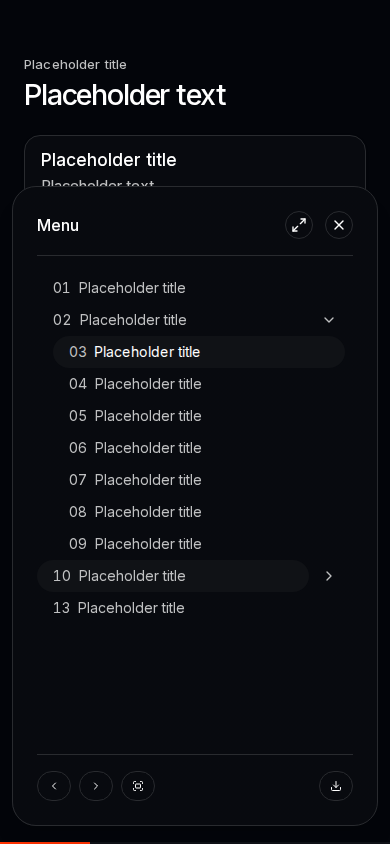 Placeholder title
Placeholder text
Placeholder title
Placeholder text
Menu
01 Placeholder title
02 Placeholder title
03 Placeholder title
04 Placeholder title
05 Placeholder title
06 Placeholder title
07 Placeholder title
08 Placeholder title
09 Placeholder title
10 Placeholder title
13 Placeholder title